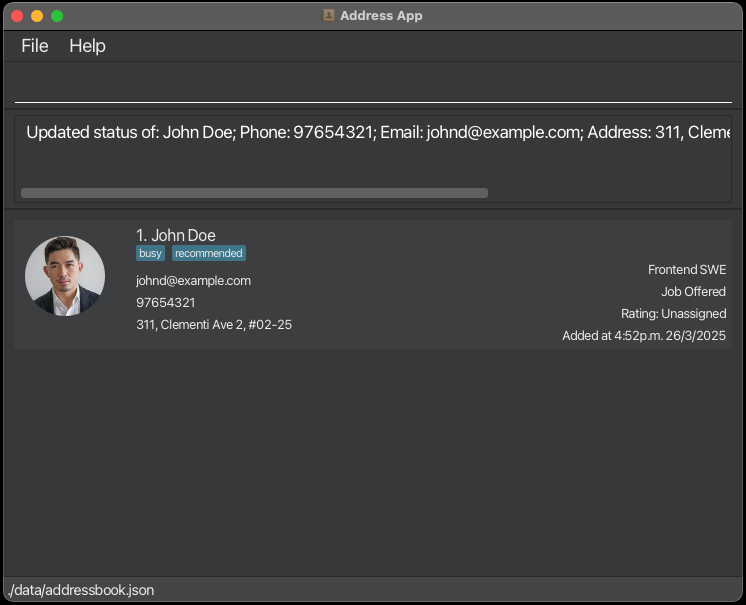 Address App
File Help
Updated status of: John Doe; Phone: 97654321; Email: johnd@example.com; Address: 311, Cleme
1. John Doe
busy recommended
johnd@example.com
Frontend SWE
97654321
Job Offered
311, Clementi Ave 2, #02-25
Rating: Unassigned
Added at 4:52p.m. 26/3/2025
./data/addressbook.json